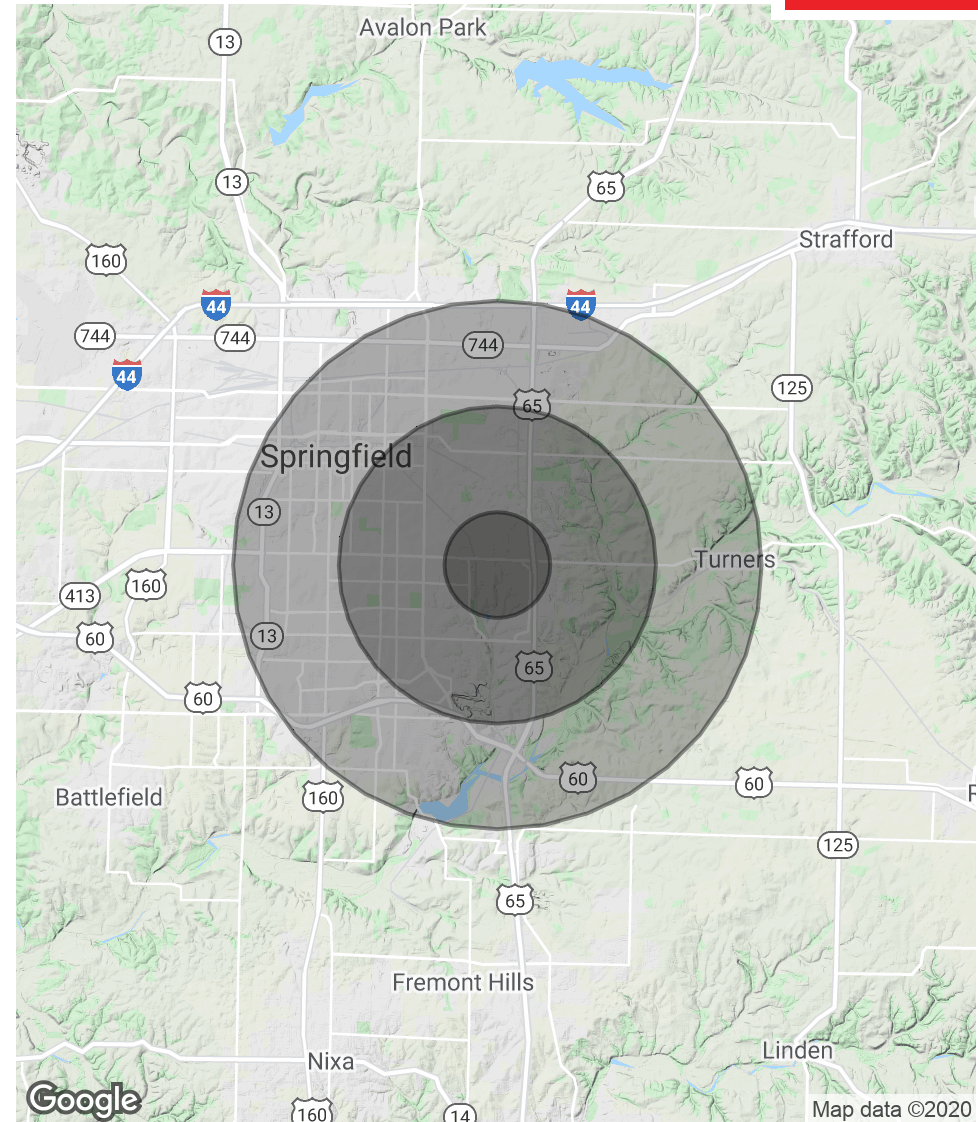 Avalon Park
13
13
65
160
Strafford
44
44
744
744
744
44
125
65
Springfield
13
Turners
160
413
60
13
65
60
60
60
Battlefield
160
R
125
65
Fremont Hills
Linden
Nixa
Google
160
14
Map data ©2020